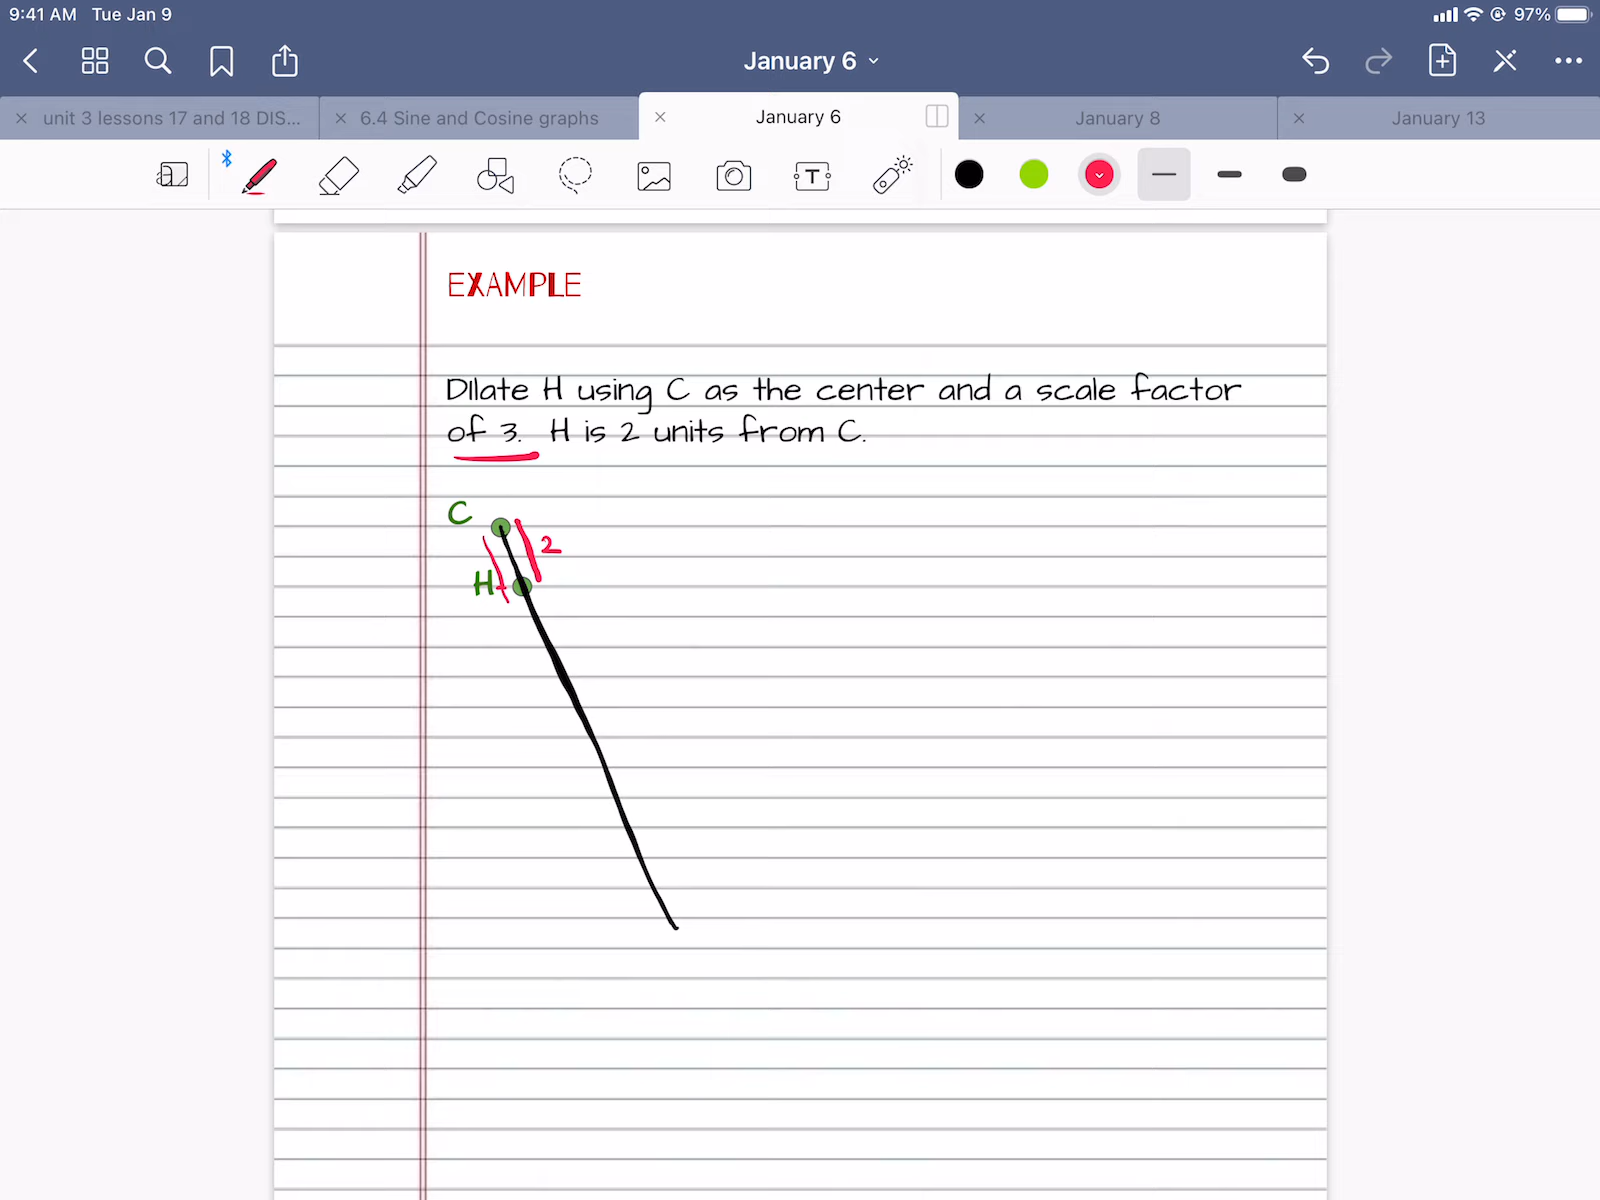 9:41 AM Tue Jan 9
97%
January 6
unit 3 lessons 17 and 18 DIS...
6.4 Sine and Cosine graphs
January 6
January 8
January 13
T
EXAMPLE
DIlate H using C as the center and a scale factor
of 3. H is 2 units from C.
C
2
H